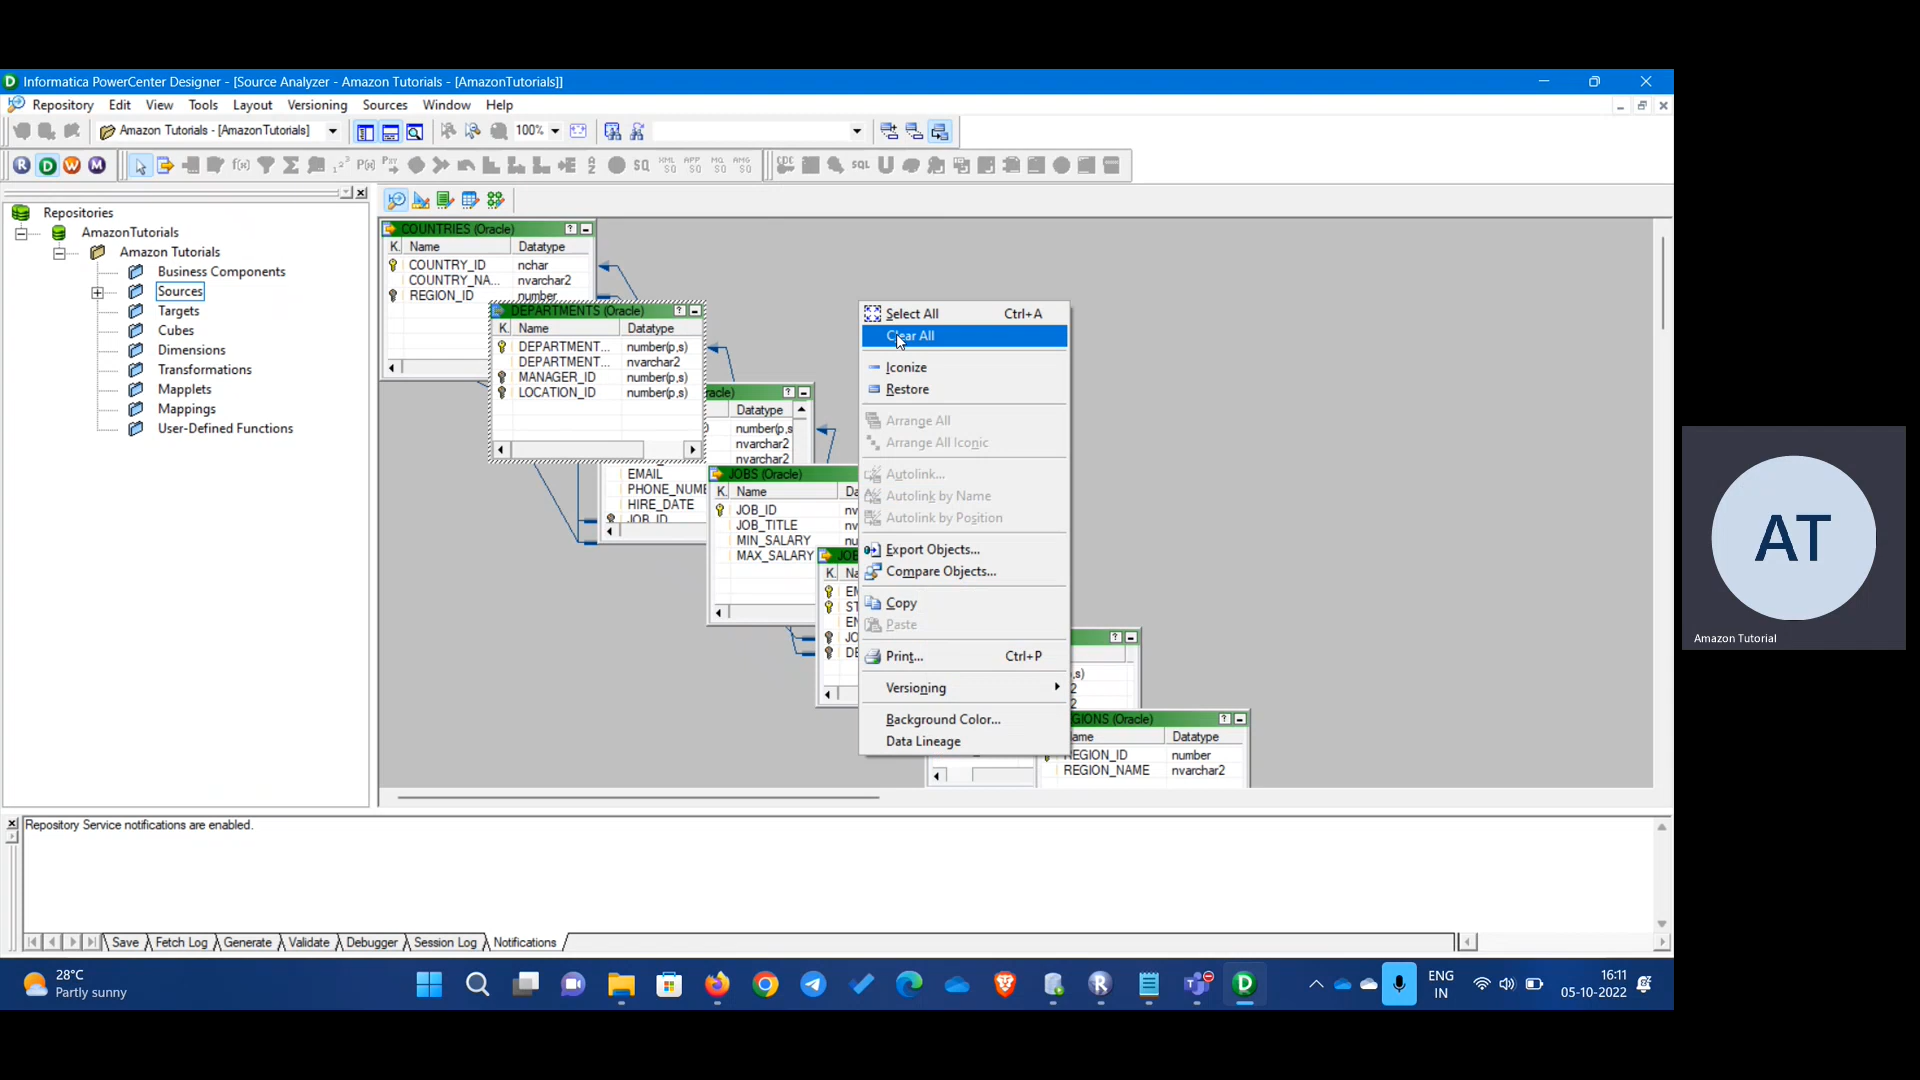 Informatica PowerCenter Designer - [Source Analyzer - Amazon Tutorials - [AmazonTutorials]]
Repository Edit View Tools Layout Versioning Sources Window Help
Amazon Tutorials - [AmazonTutorials] 100%
Repositories
AmazonTutorials
Amazon Tutorials
Business Components
Sources
Targets
Cubes
Dimensions
Transformations
Mapplets
Mappings
User-Defined Functions
COUNTRIES (Oracle)
K. Name Datatype
COUNTRY_ID nchar
COUNTRY_NA... nvarchar2
REGION_ID number
DEPARTMENTS (Oracle)
K. Name Datatype
DEPARTMENT... number(p,s)
DEPARTMENT... nvarchar2
MANAGER_ID number(p,s)
LOCATION_ID number(p,s)
Datatype
number(p,s
nvarchar2
nvarchar2
EMAIL
PHONE_NUME
HIRE_DATE
JOB_ID
JOBS (Oracle)
K. Name
JOB_ID
JOB_TITLE
MIN_SALARY
MAX_SALARY
Select All Ctrl+A
Clear All
Iconize
Restore
Arrange All
Arrange All Iconic
Autolink...
Autolink by Name
Autolink by Position
Export Objects...
Compare Objects...
Copy
Paste
Print... Ctrl+P
Versioning
Background Color...
Data Lineage
GIONS (Oracle)
ame Datatype
REGION_ID number
REGION_NAME nvarchar2
Repository Service notifications are enabled.
Save Fetch Log Generate Validate Debugger Session Log Notifications
28°C
Partly sunny
ENG
IN
16:11
05-10-2022
AT
Amazon Tutorial